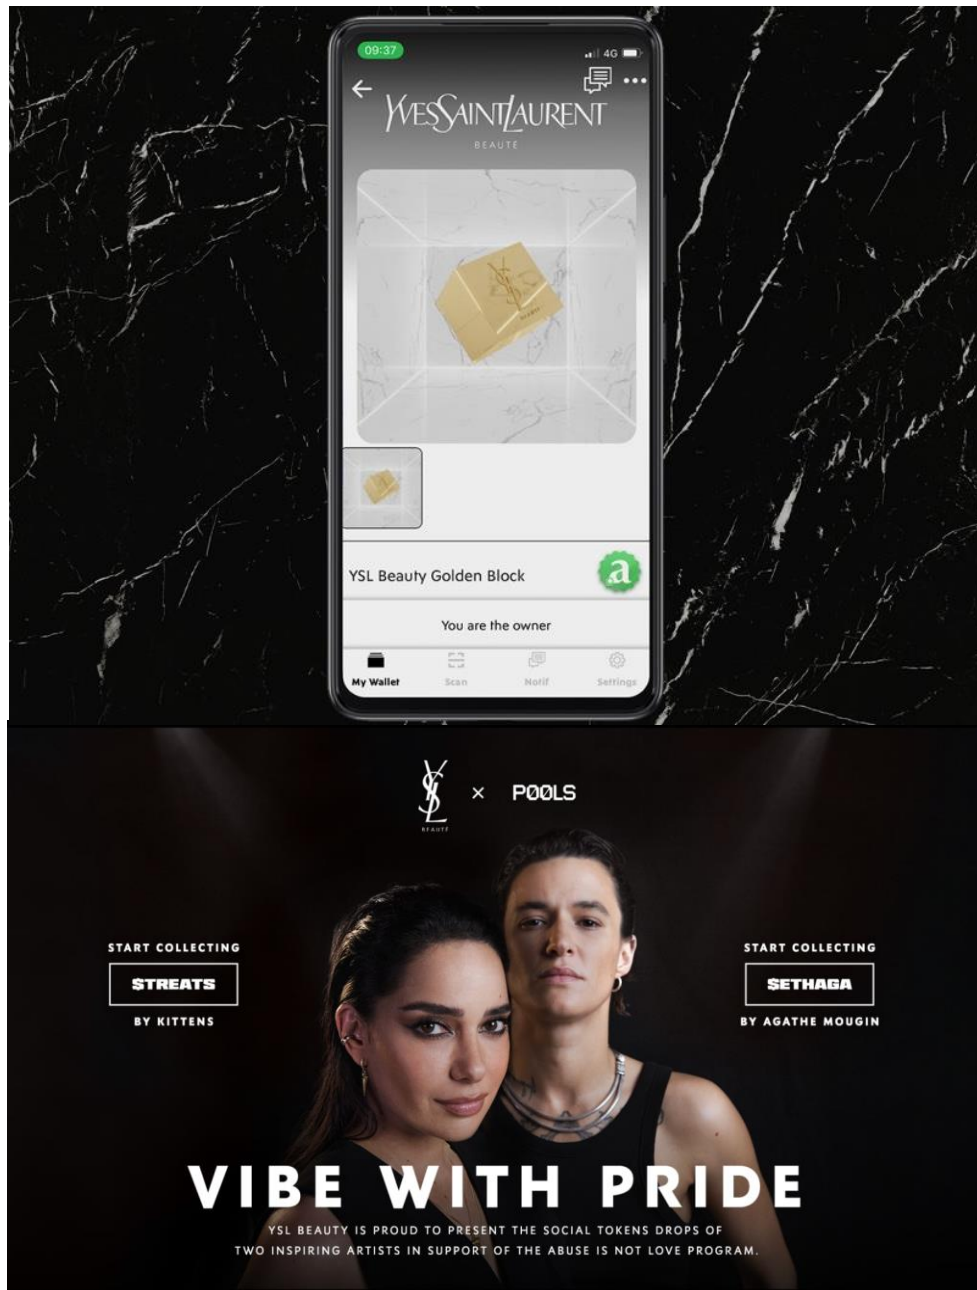 09:37
4G
YVESSAINTLAURENT
BEAUTÉ
YSL
BEAUTÉ
YSL Beauty Golden Block
a
You are the owner
My Wallet
Scan
Notif
Settings
YSL × PØØLS
BEAUTÉ
START COLLECTING
$TREATS
BY KITTENS
START COLLECTING
$ETHAGA
BY AGATHE MOUGIN
VIBE WITH PRIDE
YSL BEAUTY IS PROUD TO PRESENT THE SOCIAL TOKENS DROPS OF
TWO INSPIRING ARTISTS IN SUPPORT OF THE ABUSE IS NOT LOVE PROGRAM.